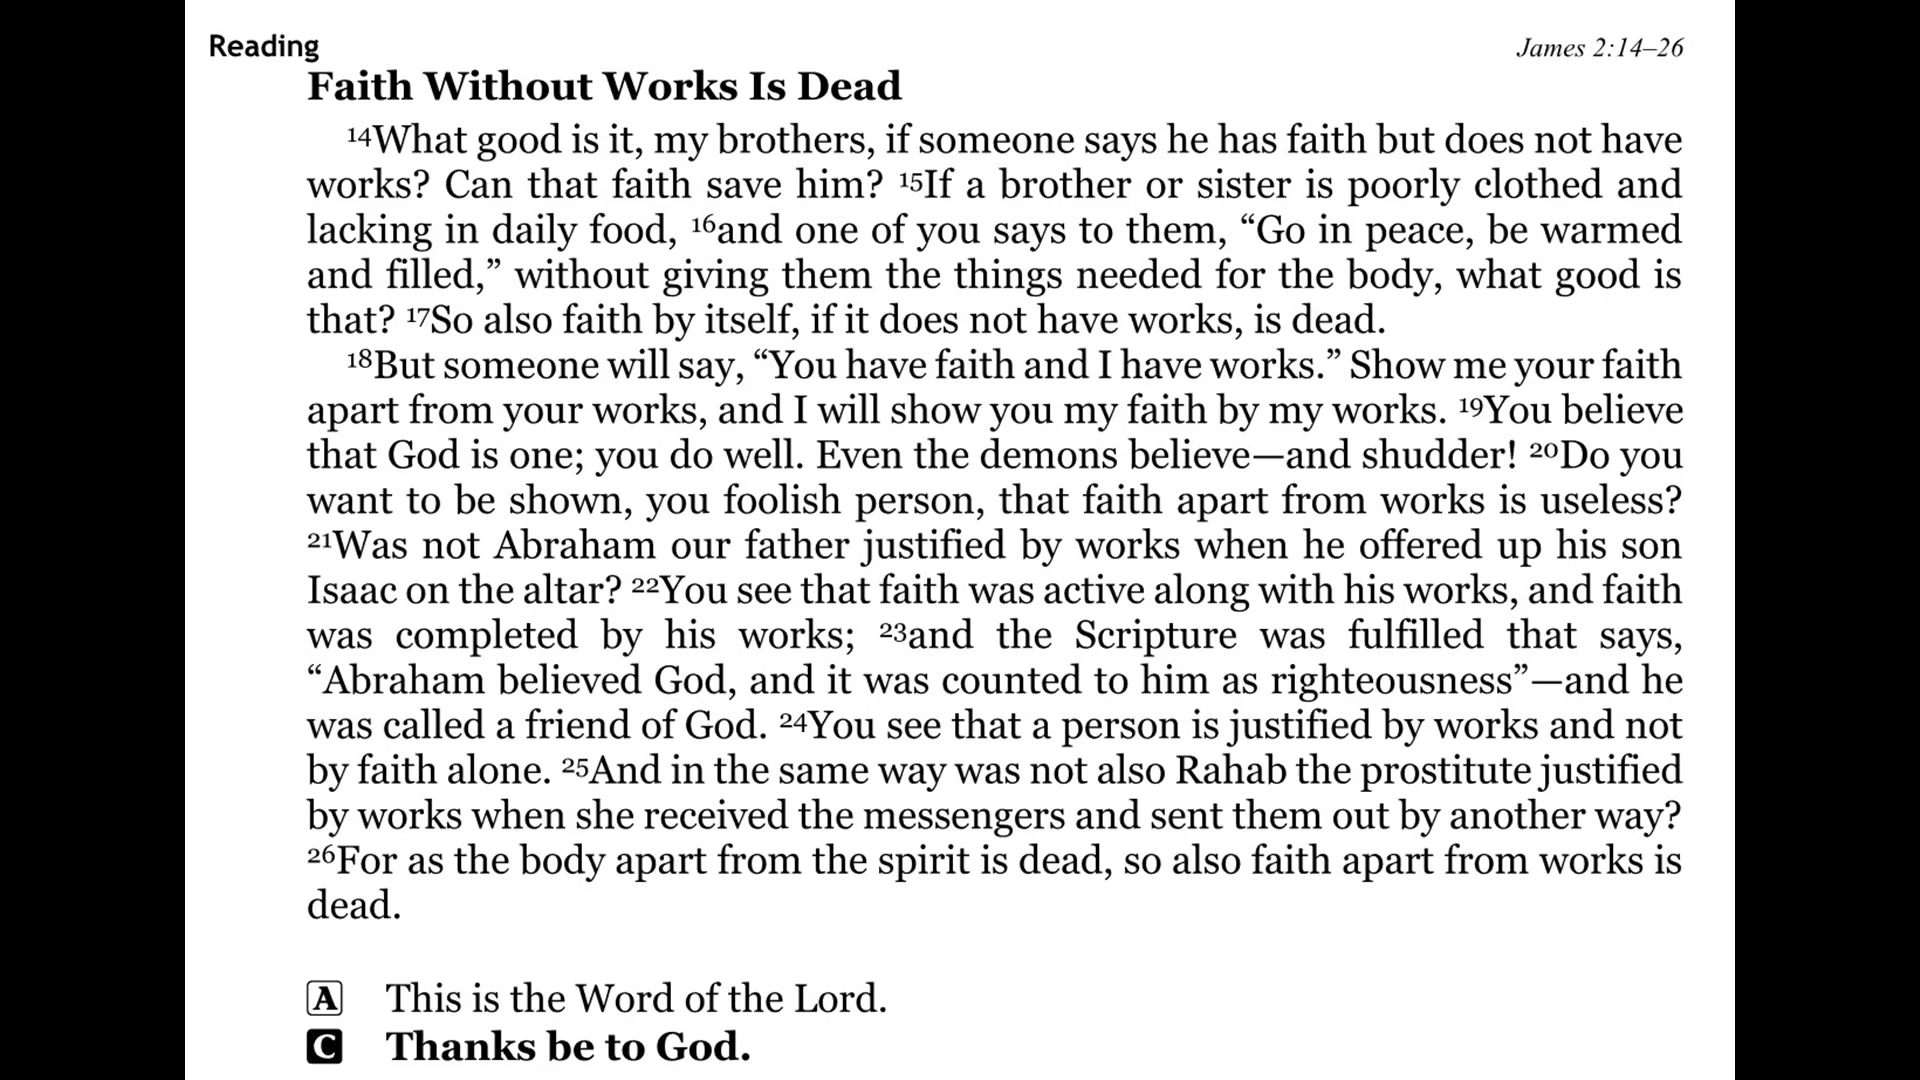 Reading
James 2:14–26
Faith Without Works Is Dead
14What good is it, my brothers, if someone says he has faith but does not have
works? Can that faith save him? 15If a brother or sister is poorly clothed and
lacking in daily food, 16and one of you says to them, “Go in peace, be warmed
and filled,” without giving them the things needed for the body, what good is
that? 17So also faith by itself, if it does not have works, is dead.
18But someone will say, “You have faith and I have works.” Show me your faith
apart from your works, and I will show you my faith by my works. 19You believe
that God is one; you do well. Even the demons believe—and shudder! 20Do you
want to be shown, you foolish person, that faith apart from works is useless?
21Was not Abraham our father justified by works when he offered up his son
Isaac on the altar? 22You see that faith was active along with his works, and faith
was completed by his works; 23and the Scripture was fulfilled that says,
“Abraham believed God, and it was counted to him as righteousness”—and he
was called a friend of God. 24You see that a person is justified by works and not
by faith alone. 25And in the same way was not also Rahab the prostitute justified
by works when she received the messengers and sent them out by another way?
26For as the body apart from the spirit is dead, so also faith apart from works is
dead.
A This is the Word of the Lord.
C Thanks be to God.